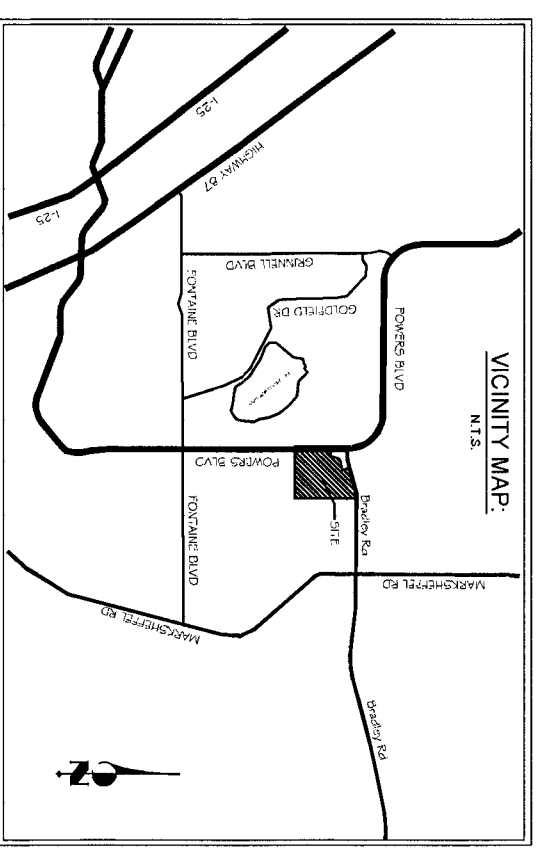 VICINITY MAP:
N.T.S.
I-25
I-25
HIGHWAY 87
GRINNELL BLVD
GOLDFIELD DR
POWERS BLVD
FONTAINE BLVD
POWERS BLVD
FONTAINE BLVD
SITE
Bradley Rd
MARKSHEFFEL RD
MARKSHEFFEL RD
Bradley Rd
N